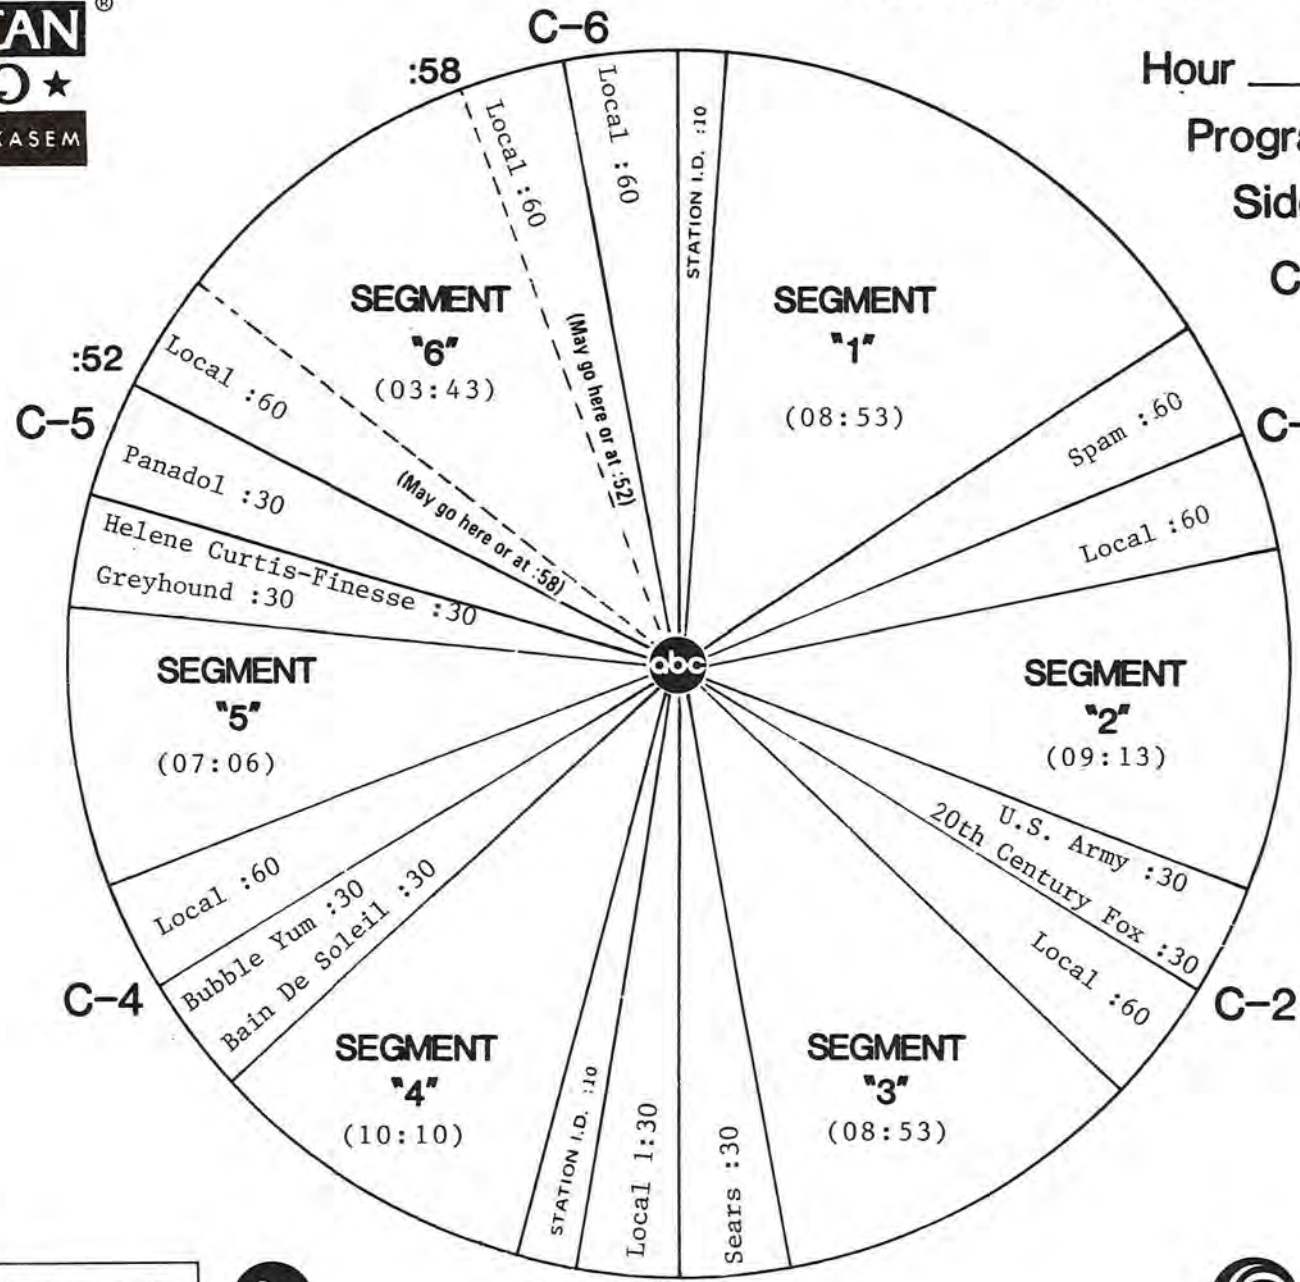 ®
C-6
:58
Hour
Local :60
Local :60
STATION I.D. :10
(May go here or at :52)
SEGMENT
"1"
(08:53)
Spam :60
Local :60
SEGMENT
"2"
(09:13)
U.S. Army :30
20th Century Fox :30
Local :60
C-2
SEGMENT
"3"
(08:53)
Sears :30
Local 1:30
STATION I.D. :10
SEGMENT
"4"
(10:10)
Bain De Soleil :30
Bubble Yum :30
Local :60
C-4
SEGMENT
"5"
(07:06)
Greyhound :30
Helene Curtis-Finesse :30
Panadol :30
C-5
:52
Local :60
(May go here or at :58)
SEGMENT
"6"
(03:43)
abc
KASEM